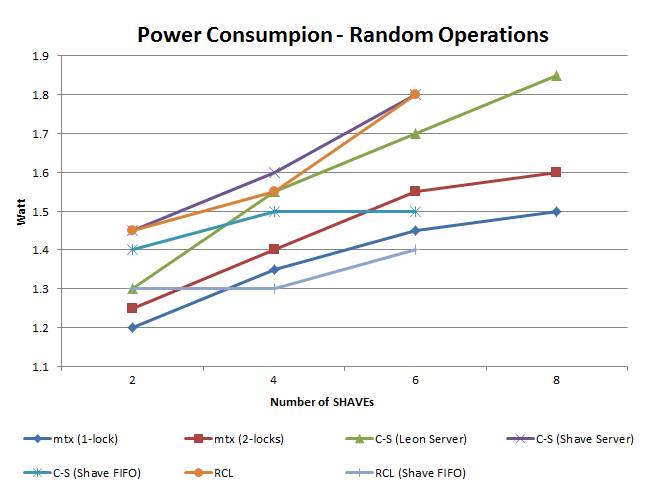 Power Consumpion - Random Operations
1.9
1.8
1.7
1.6
1.5
1.4
1.3
1.2
1.1
Watt
2 4 6 8
Number of SHAVEs
mtx (1-lock) mtx (2-locks) C-S (Leon Server) C-S (Shave Server)
C-S (Shave FIFO) RCL RCL (Shave FIFO)